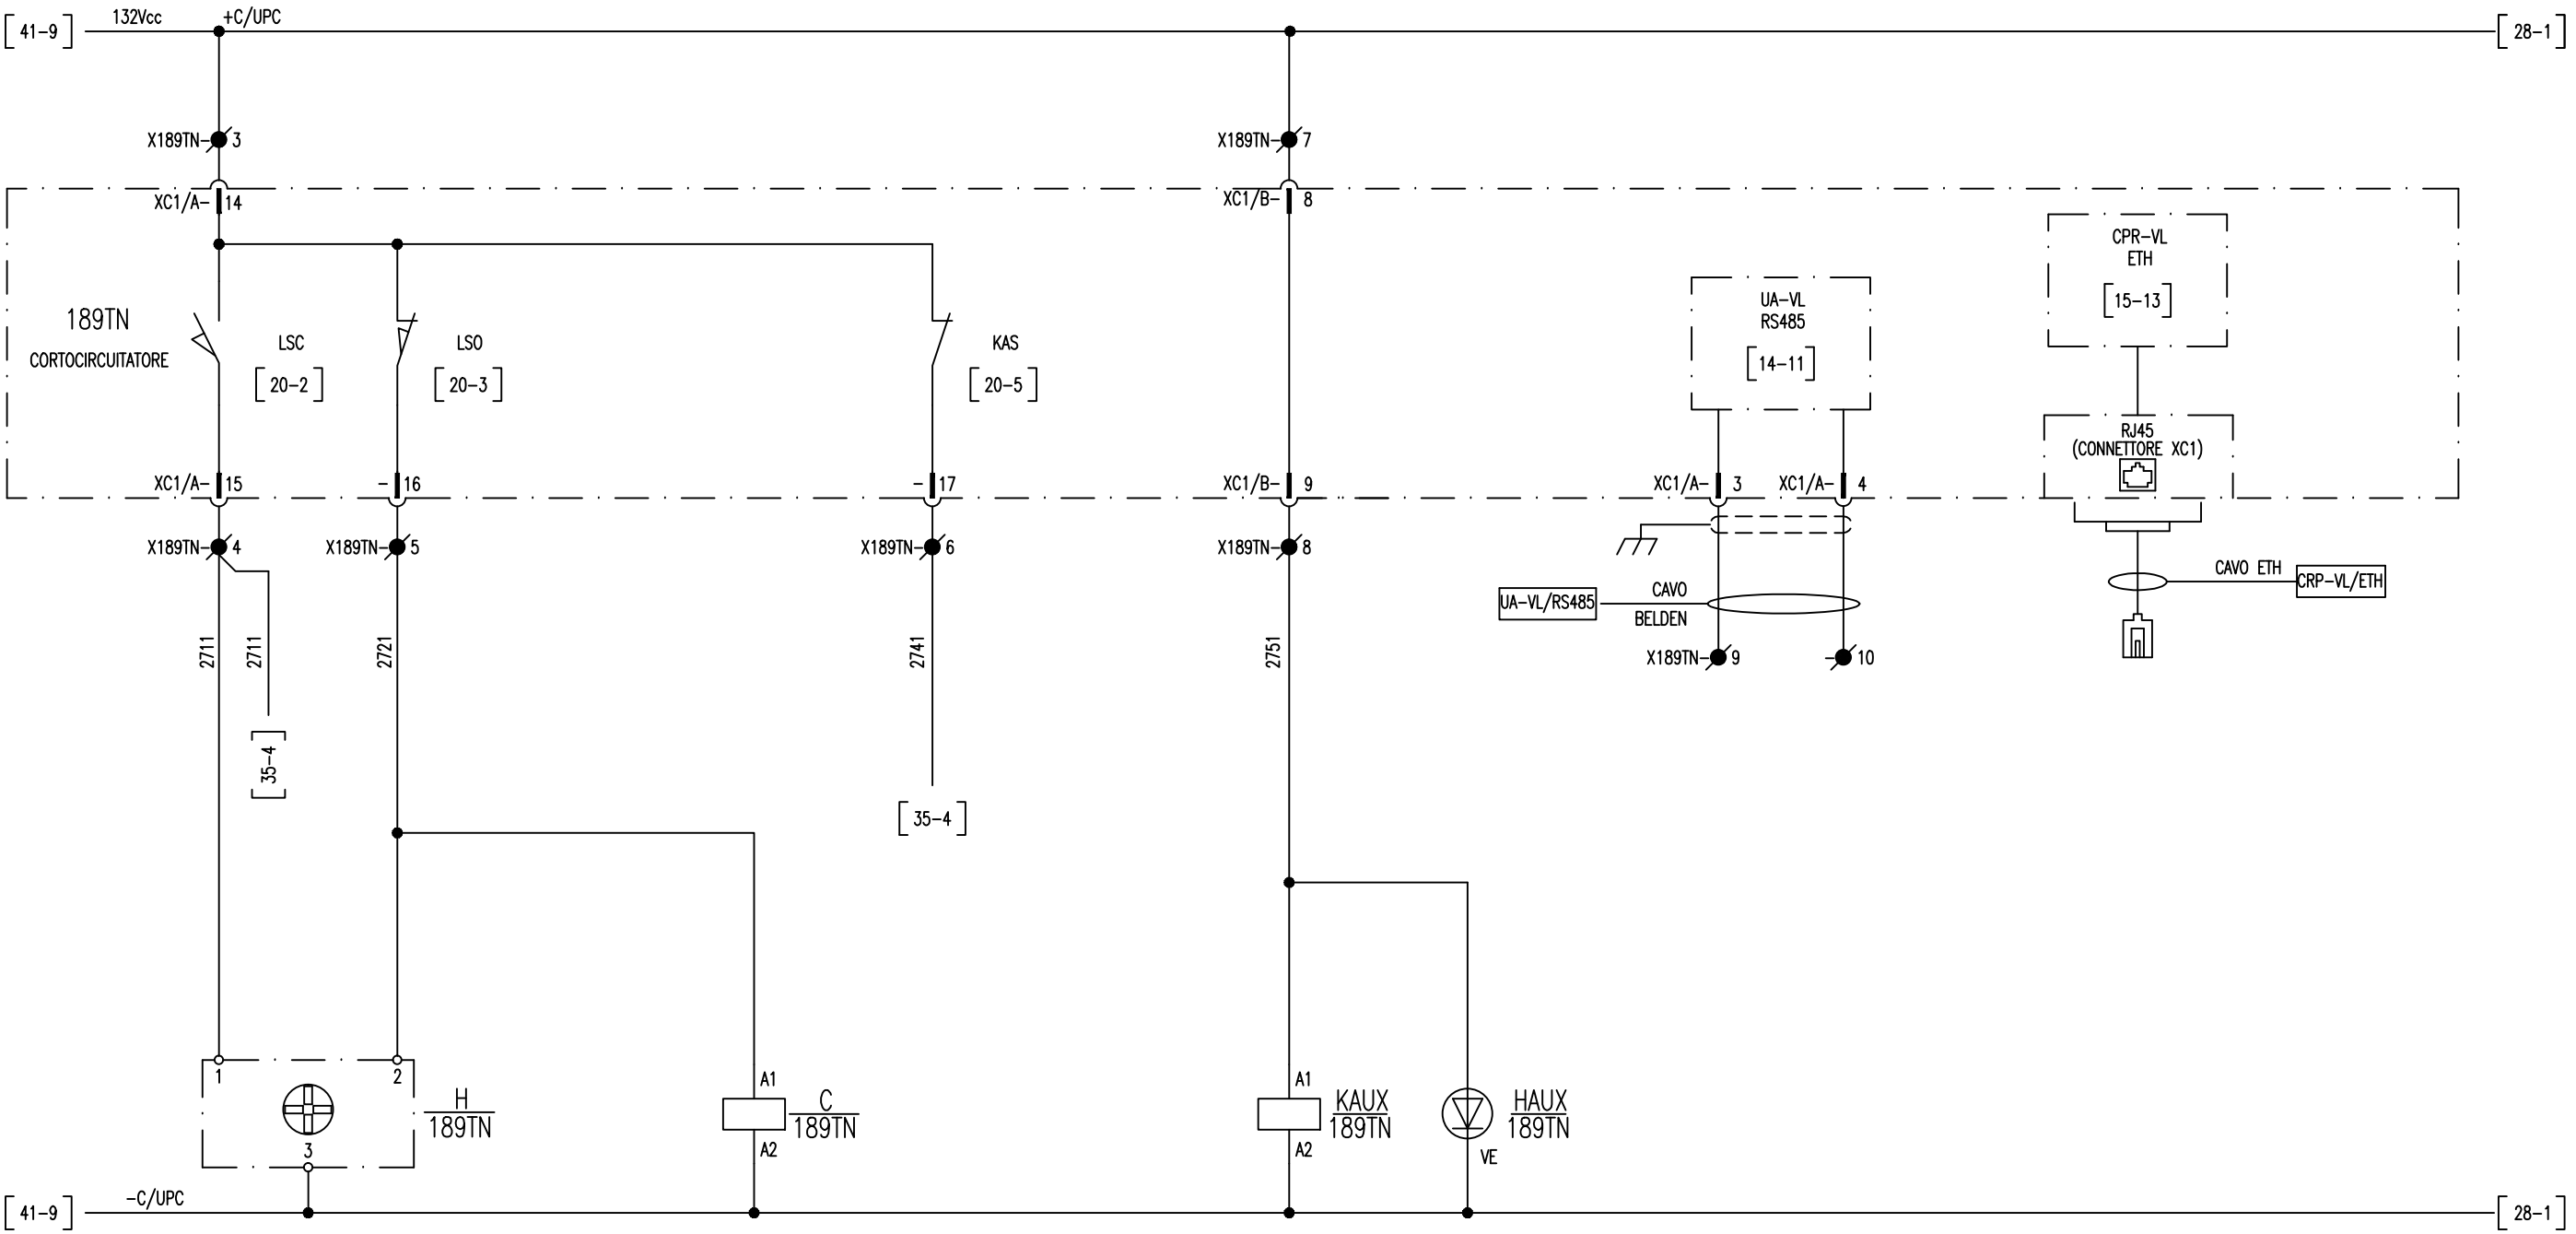 41-9
132Vcc
+C/UPC
28-1
X189TN- 3
X189TN- 7
XC1/A- 14
XC1/B- 8
CPR-VL
ETH
15-13
UA-VL
RS485
14-11
189TN
CORTOCIRCUITATORE
LSC
20-2
LSO
20-3
KAS
20-5
RJ45
(CONNETTORE XC1)
XC1/A- 15
- 16
- 17
XC1/B- 9
XC1/A- 3
XC1/A- 4
X189TN- 4
X189TN- 5
X189TN- 6
X189TN- 8
CAVO ETH
CRP-VL/ETH
UA-VL/RS485
CAVO
BELDEN
2711
2711
2721
2741
2751
X189TN- 9
- 10
35-4
35-4
1
2
3
H
189TN
A1
A2
C
189TN
A1
A2
KAUX
189TN
HAUX
189TN
VE
41-9
-C/UPC
28-1